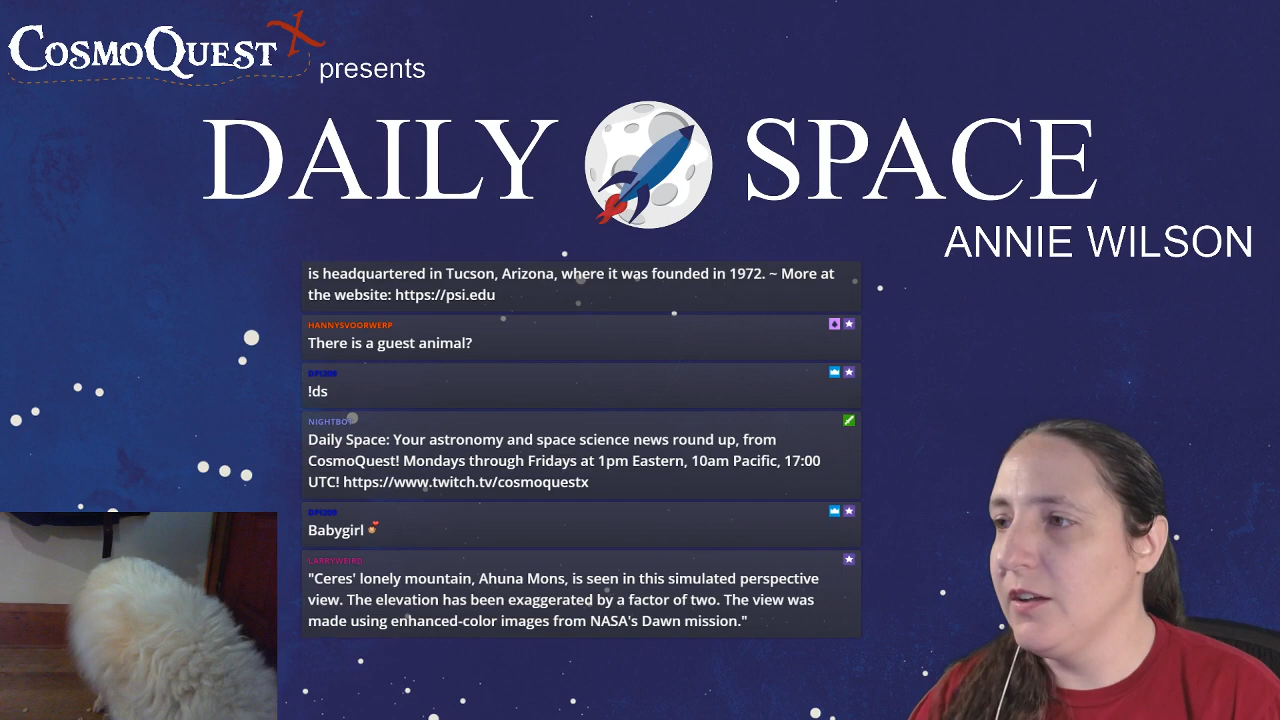 CosmoQuest X
presents
DAILY SPACE
ANNIE WILSON
is headquartered in Tucson, Arizona, where it was founded in 1972. ~ More at
the website: https://psi.edu
HANNYSVOORWERP
There is a guest animal?
DPI209
!ds
NIGHTBOT
Daily Space: Your astronomy and space science news round up, from
CosmoQuest! Mondays through Fridays at 1pm Eastern, 10am Pacific, 17:00
UTC! https://www.twitch.tv/cosmoquestx
DPI209
Babygirl
LARRYWEIRD
"Ceres' lonely mountain, Ahuna Mons, is seen in this simulated perspective
view. The elevation has been exaggerated by a factor of two. The view was
made using enhanced-color images from NASA's Dawn mission."